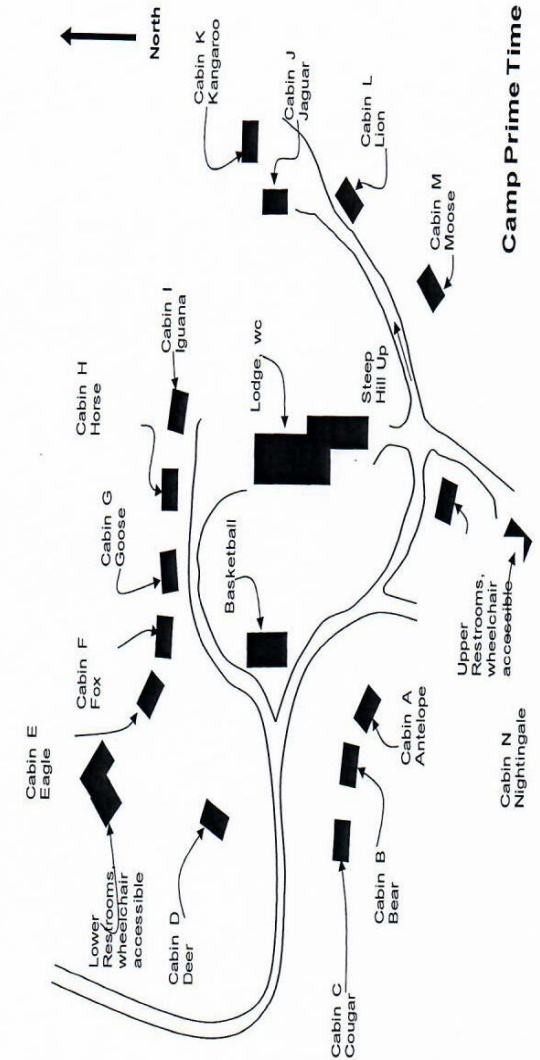 North
Cabin K
Kangaroo
Cabin J
Jaguar
Cabin L
Lion
Cabin M
Moose
Camp Prime Time
Cabin I
Iguana
Cabin H
Horse
Lodge, wc
Steep
Hill Up
Cabin G
Goose
Basketball
Cabin F
Fox
Upper
Restrooms,
wheelchair
accessible
Cabin E
Eagle
Cabin A
Antelope
Cabin N
Nightingale
Lower
Restrooms,
wheelchair
accessible
Cabin D
Deer
Cabin B
Bear
Cabin C
Cougar